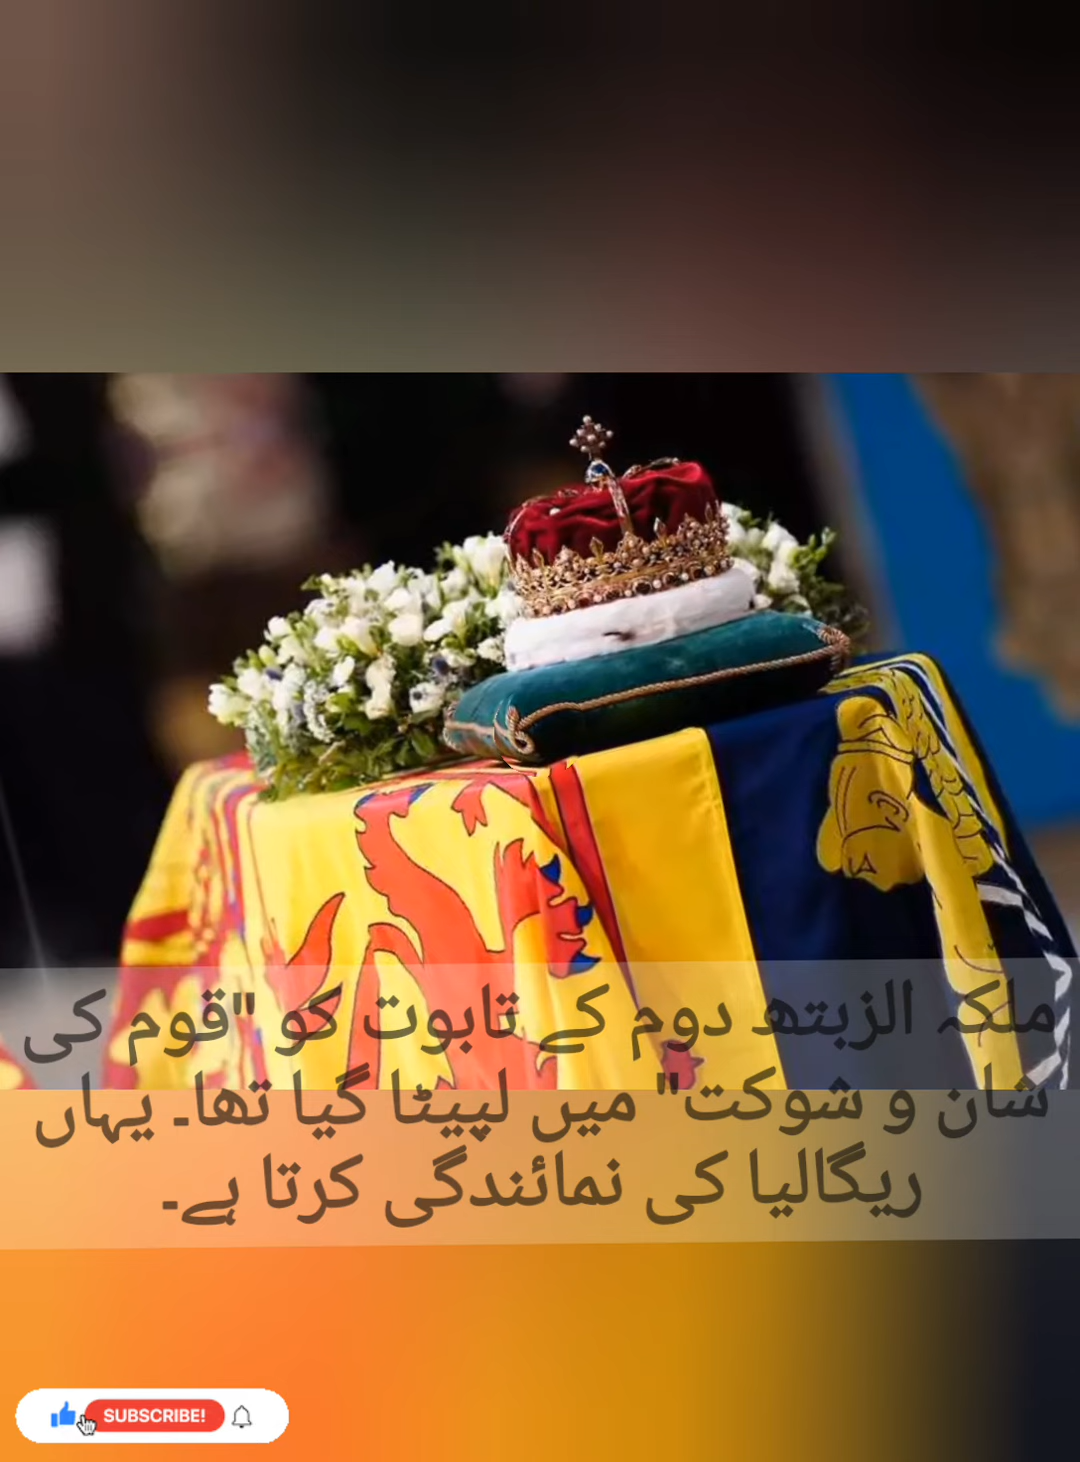 ملکہ الزبتھ دوم کے تابوت کو "قوم کی
شان و شوکت" میں لپیٹا گیا تھا۔ یہاں
ریگالیا کی نمائندگی کرتا ہے۔
SUBSCRIBE!